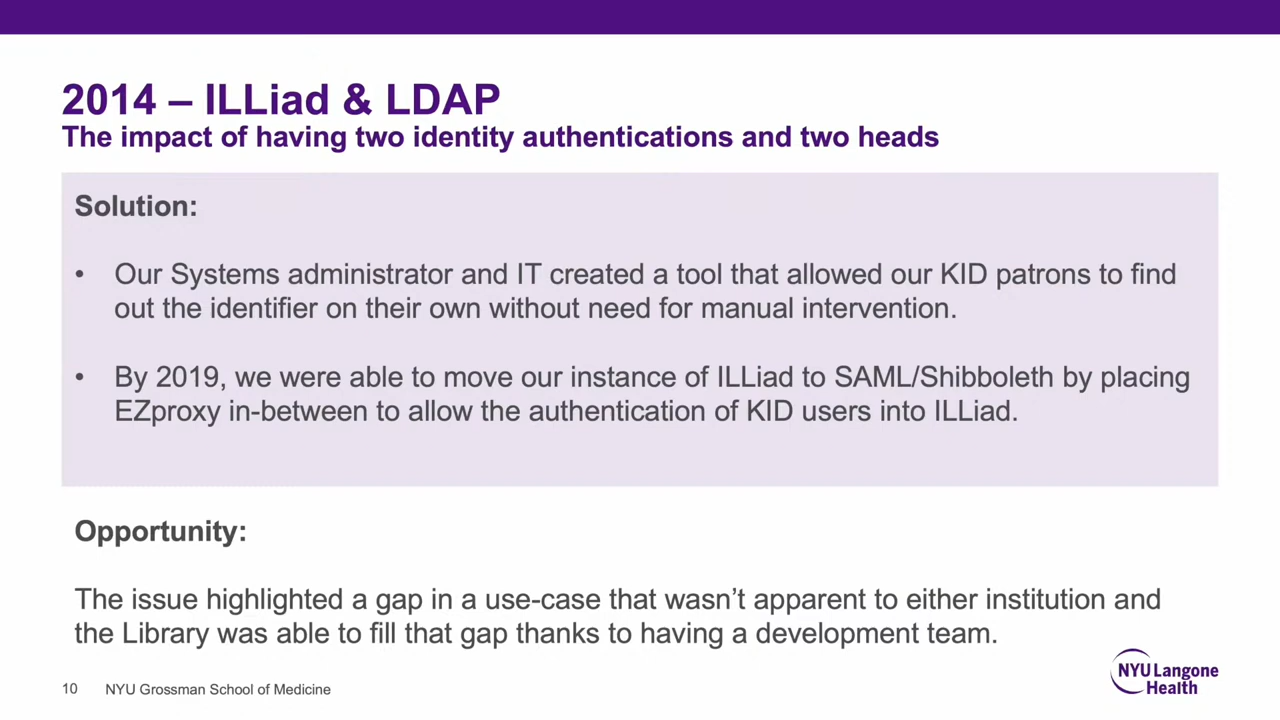 2014 – ILLiad & LDAP
The impact of having two identity authentications and two heads
Solution:
• Our Systems administrator and IT created a tool that allowed our KID patrons to find
out the identifier on their own without need for manual intervention.
• By 2019, we were able to move our instance of ILLiad to SAML/Shibboleth by placing
EZproxy in-between to allow the authentication of KID users into ILLiad.
Opportunity:
The issue highlighted a gap in a use-case that wasn’t apparent to either institution and
the Library was able to fill that gap thanks to having a development team.
10 NYU Grossman School of Medicine
NYU Langone
Health